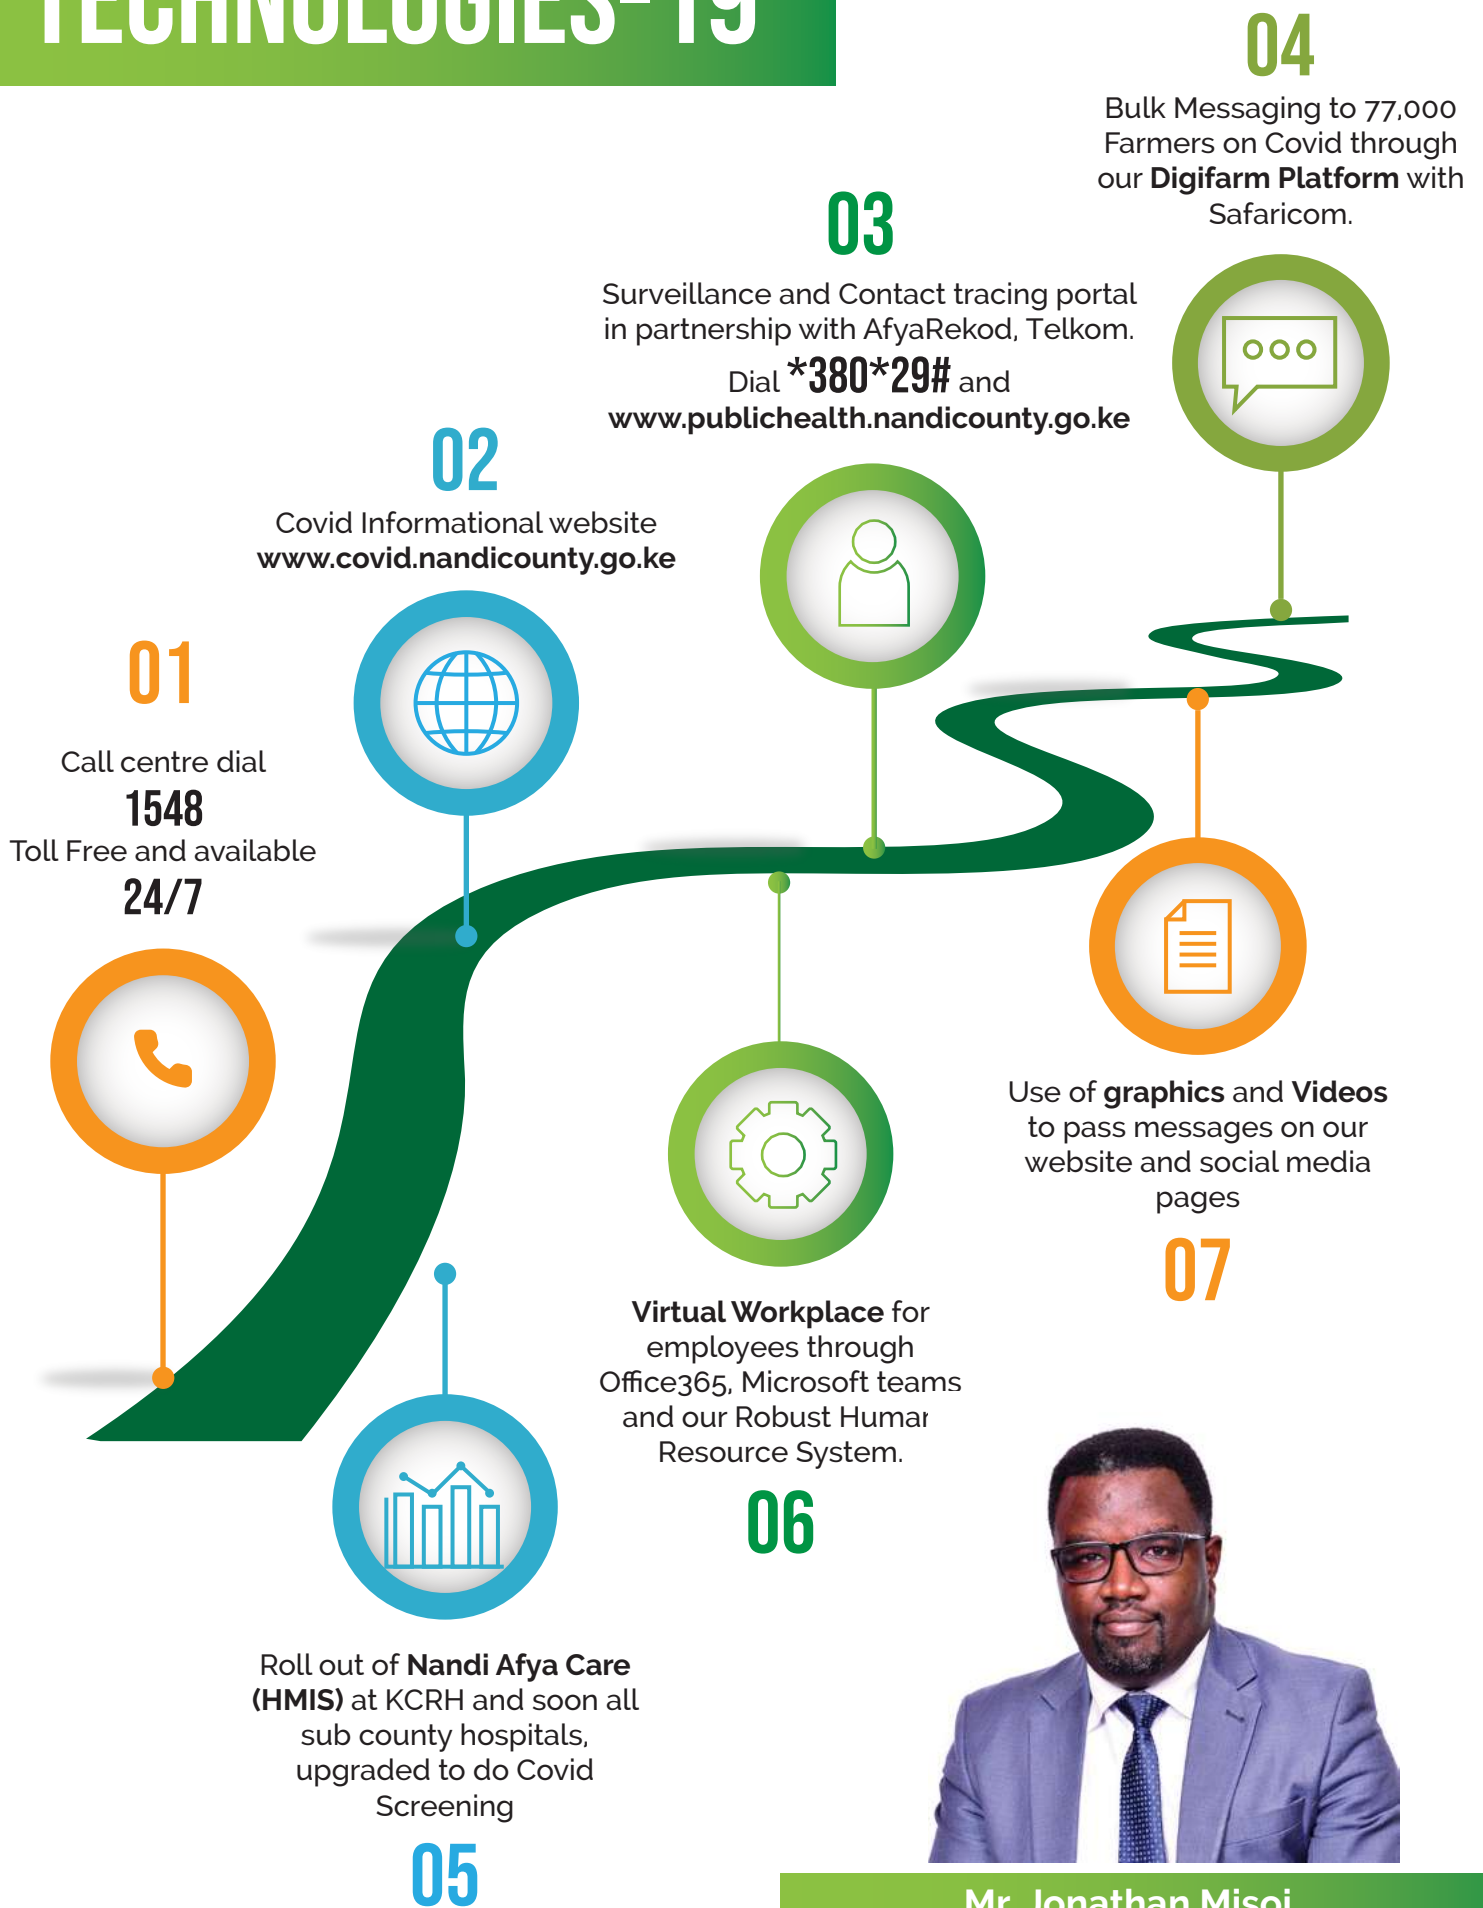 TECHNOLOGIES-19
01
Call centre dial
1548
Toll Free and available
24/7
02
Covid Informational website
www.covid.nandicounty.go.ke
03
Surveillance and Contact tracing portal
in partnership with AfyaRekod, Telkom.
Dial *380*29# and
www.publichealth.nandicounty.go.ke
04
Bulk Messaging to 77,000
Farmers on Covid through
our Digifarm Platform with
Safaricom.
Roll out of Nandi Afya Care
(HMIS) at KCRH and soon all
sub county hospitals,
upgraded to do Covid
Screening
05
Virtual Workplace for
employees through
Office365, Microsoft teams
and our Robust Human
Resource System.
06
Use of graphics and Videos
to pass messages on our
website and social media
pages
07
Mr. Jonathan Misoi